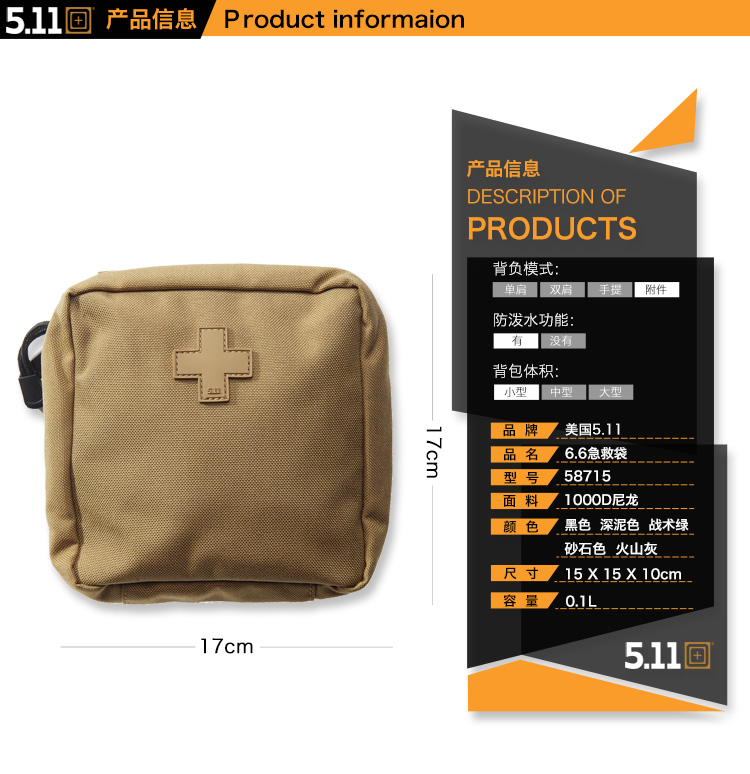 5.11 产品信息 Product informaion
产品信息
DESCRIPTION OF
PRODUCTS
背负模式:
单肩 双肩 手提 附件
防泼水功能:
有 没有
背包体积:
小型 中型 大型
品牌 美国5.11
品名 6.6急救袋
型号 58715
面料 1000D尼龙
颜色 黑色 深泥色 战术绿
砂石色 火山灰
尺寸 15 X 15 X 10cm
容量 0.1L
5.11
5.11
17cm
17cm